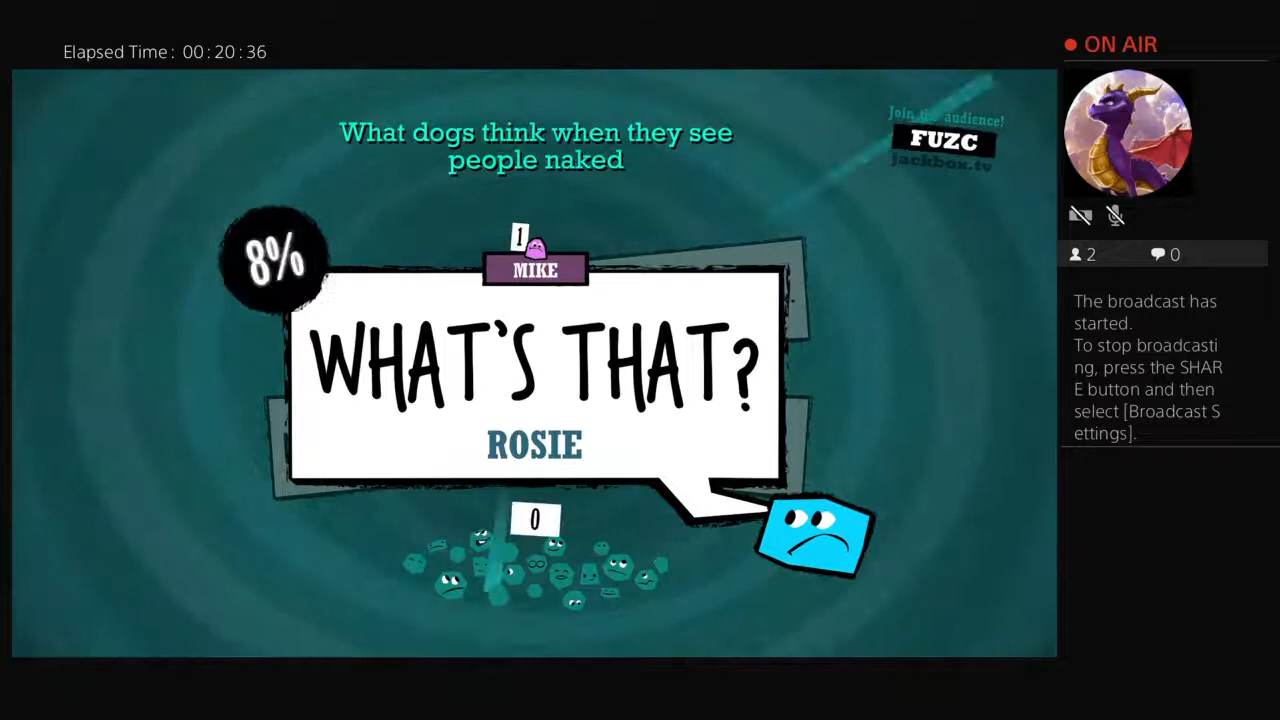 Elapsed Time: 00:20:36
ON AIR
What dogs think when they see
people naked
Join the audience!
FUZC
jackbox.tv
8%
1
MIKE
WHAT'S THAT?
ROSIE
0
2
0
The broadcast has
started.
To stop broadcasti
ng, press the SHAR
E button and then
select [Broadcast S
ettings].